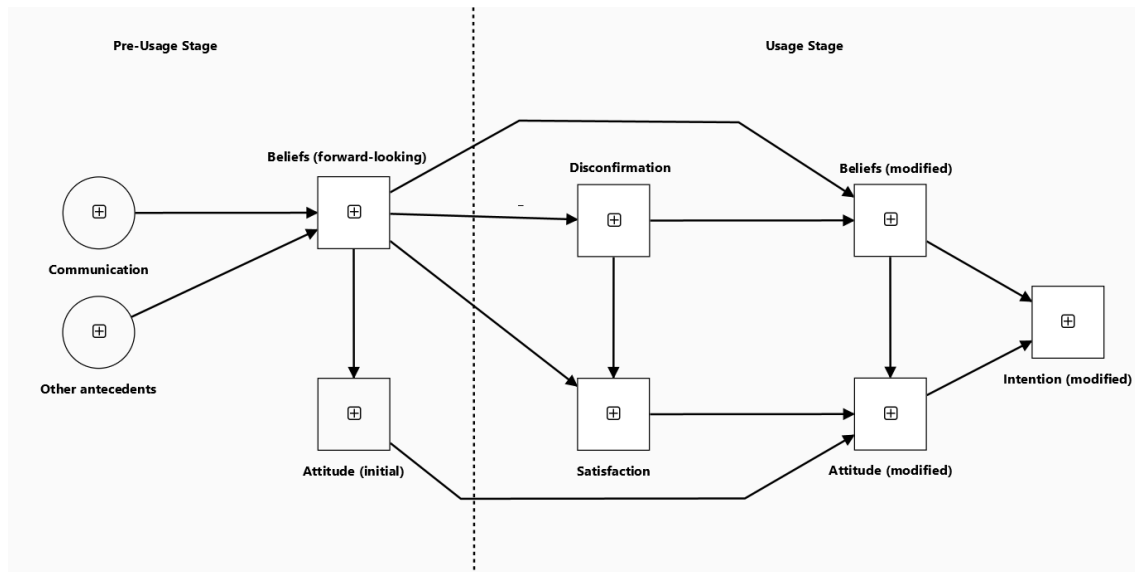 Pre-Usage Stage
Usage Stage
Beliefs (forward-looking)
Disconfirmation
Beliefs (modified)
–
Communication
Other antecedents
Intention (modified)
Attitude (initial)
Satisfaction
Attitude (modified)